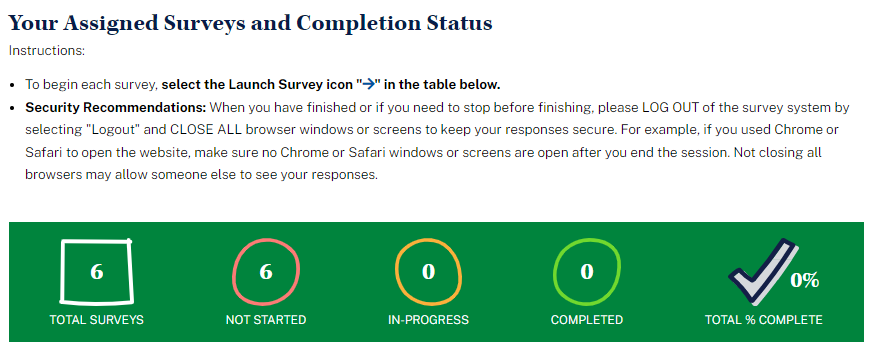 Your Assigned Surveys and Completion Status
Instructions:
• To begin each survey, select the Launch Survey icon "→" in the table below.
• Security Recommendations: When you have finished or if you need to stop before finishing, please LOG OUT of the survey system by
selecting "Logout" and CLOSE ALL browser windows or screens to keep your responses secure. For example, if you used Chrome or
Safari to open the website, make sure no Chrome or Safari windows or screens are open after you end the session. Not closing all
browsers may allow someone else to see your responses.
6 6 0 0 0%
TOTAL SURVEYS NOT STARTED IN-PROGRESS COMPLETED TOTAL % COMPLETE